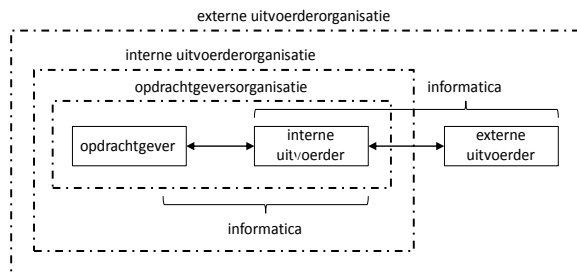 externe uitvoerderorganisatie
interne uitvoerderorganisatie
opdrachtgeversorganisatie
informatica
opdrachtgever
interne
uitvoerder
externe
uitvoerder
informatica